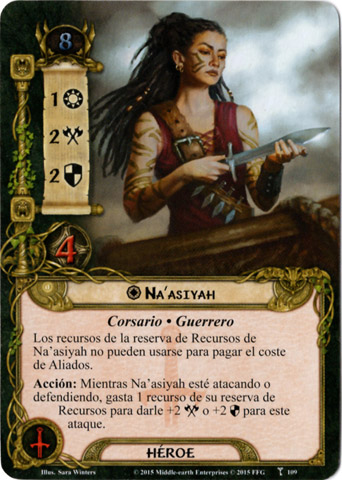 8
1
2
2
4
Na'asiyah
Corsario • Guerrero
Los recursos de la reserva de Recursos de
Na'asiyah no pueden usarse para pagar el coste
de Aliados.
Acción: Mientras Na'asiyah esté atacando o
defendiendo, gasta 1 recurso de su reserva de
Recursos para darle +2 o +2 para este
ataque.
HÉROE
Illus. Sara Winters © 2015 Middle-earth Enterprises © 2015 FFG 109